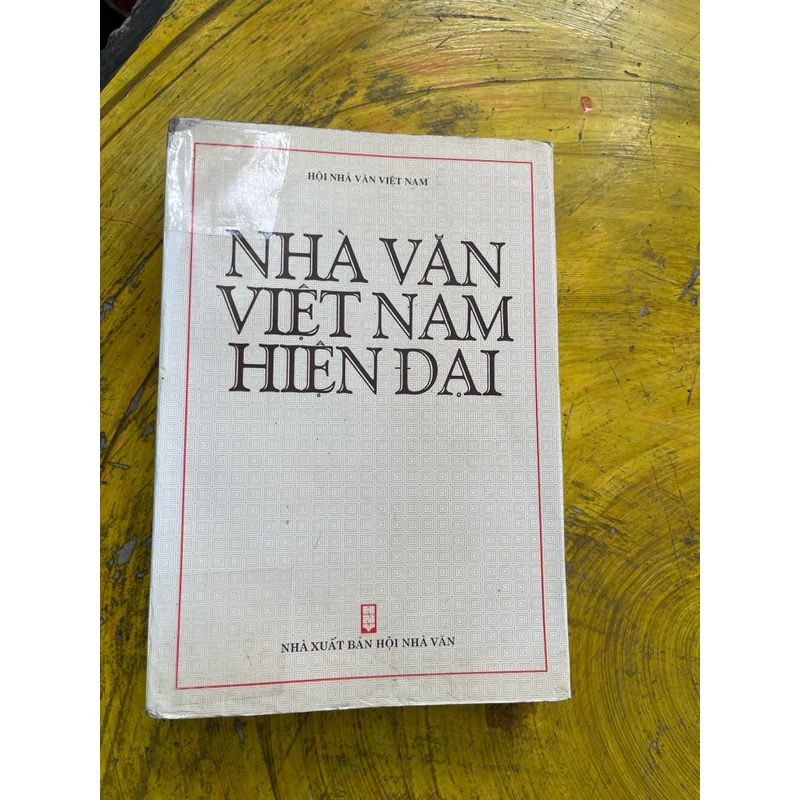 HỘI NHÀ VĂN VIỆT NAM
NHÀ VĂN
VIỆT NAM
HIỆN ĐẠI
NHÀ XUẤT BẢN HỘI NHÀ VĂN